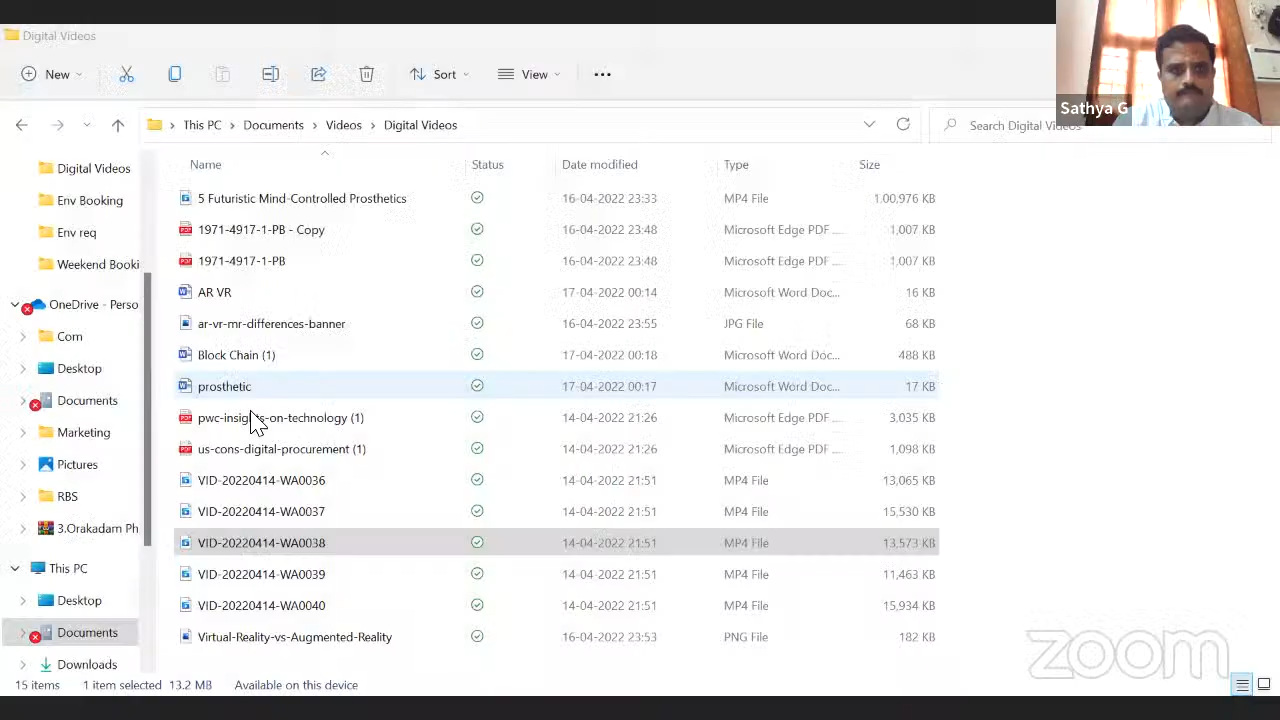 Digital Videos
New
Sort
View
Sathya G
This PC > Documents > Videos > Digital Videos
Search Digital Videos
Name Status Date modified Type Size
5 Futuristic Mind-Controlled Prosthetics 16-04-2022 23:33 MP4 File 1,00,976 KB
1971-4917-1-PB - Copy 16-04-2022 23:48 Microsoft Edge PDF ... 1,007 KB
1971-4917-1-PB 16-04-2022 23:48 Microsoft Edge PDF ... 1,007 KB
AR VR 17-04-2022 00:14 Microsoft Word Doc... 16 KB
ar-vr-mr-differences-banner 16-04-2022 23:55 JPG File 68 KB
Block Chain (1) 17-04-2022 00:18 Microsoft Word Doc... 488 KB
prosthetic 17-04-2022 00:17 Microsoft Word Doc... 17 KB
pwc-insights-on-technology (1) 14-04-2022 21:26 Microsoft Edge PDF ... 3,035 KB
us-cons-digital-procurement (1) 14-04-2022 21:26 Microsoft Edge PDF ... 1,098 KB
VID-20220414-WA0036 14-04-2022 21:51 MP4 File 13,065 KB
VID-20220414-WA0037 14-04-2022 21:51 MP4 File 15,530 KB
VID-20220414-WA0038 14-04-2022 21:51 MP4 File 13,573 KB
VID-20220414-WA0039 14-04-2022 21:51 MP4 File 11,463 KB
VID-20220414-WA0040 14-04-2022 21:51 MP4 File 15,934 KB
Virtual-Reality-vs-Augmented-Reality 16-04-2022 23:53 PNG File 182 KB
Digital Videos
Env Booking
Env req
Weekend Booki
OneDrive - Perso
Com
Desktop
Documents
Marketing
Pictures
RBS
3.Orakadam Ph
This PC
Desktop
Documents
Downloads
zoom
15 items 1 item selected 13.2 MB Available on this device